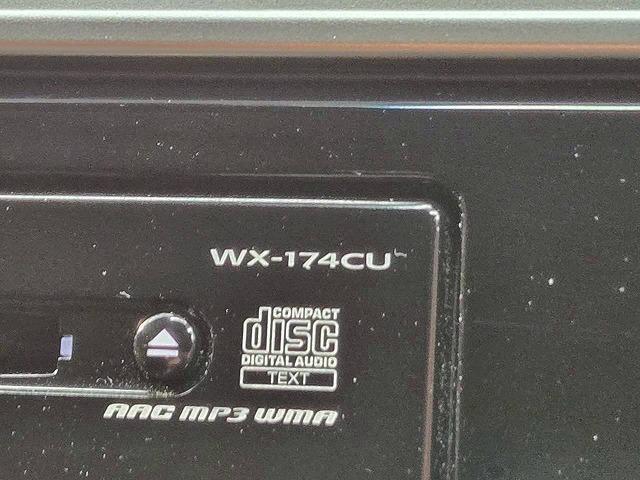 WX-174CU
COMPACT
disc
DIGITAL AUDIO
TEXT
AAC MP3 WMA